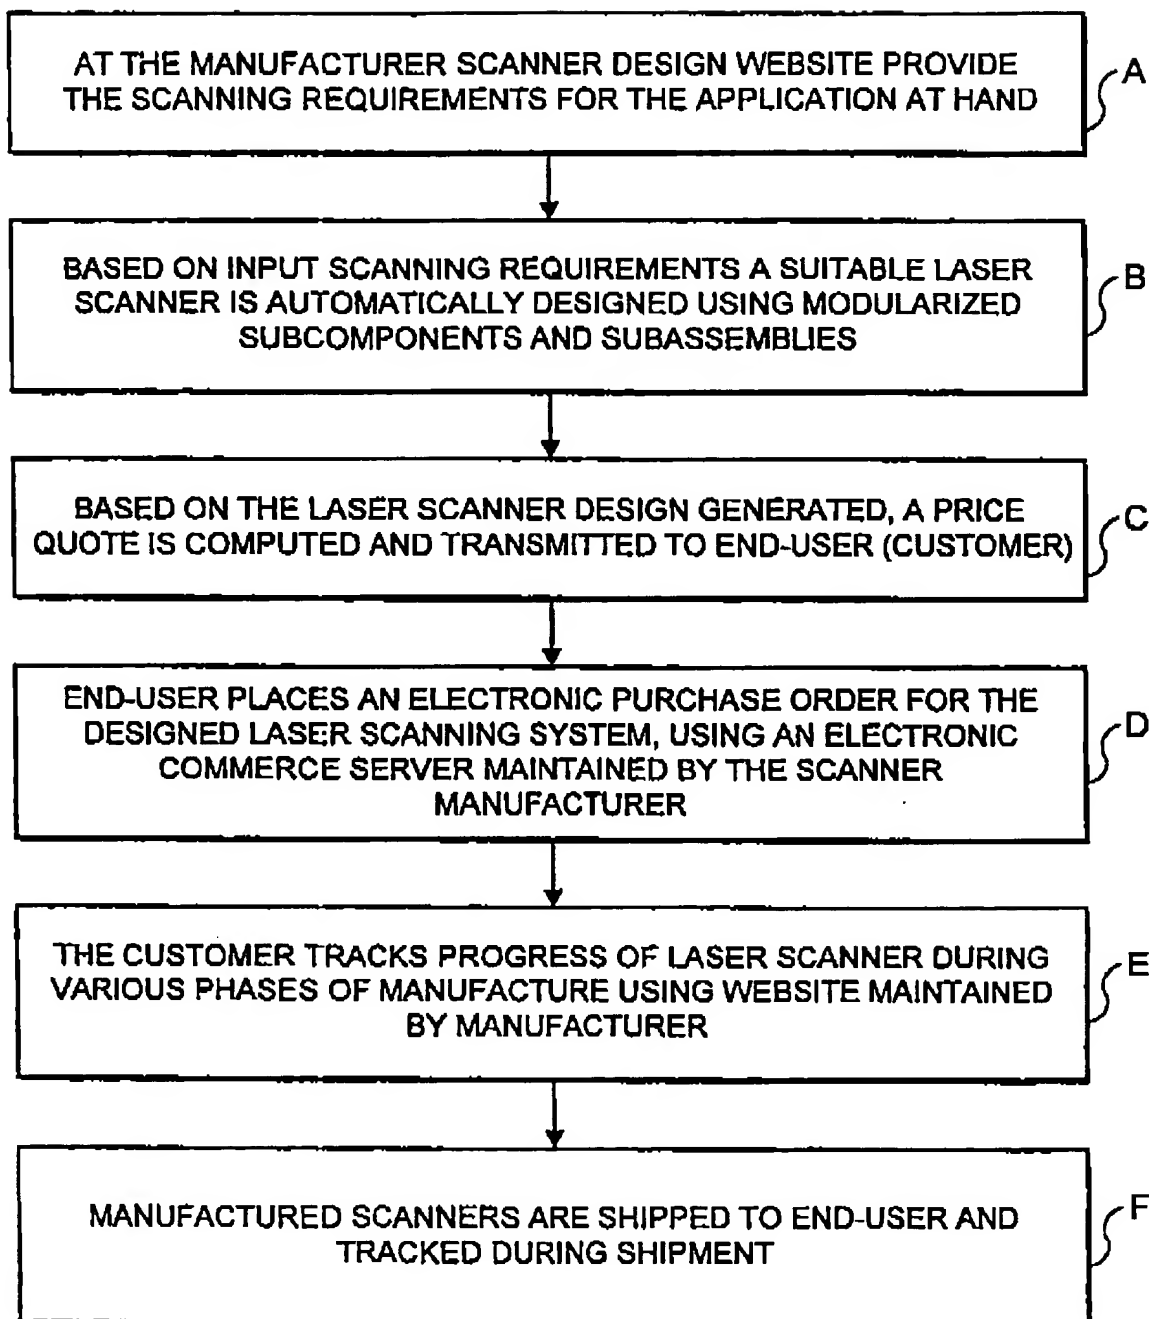 AT THE MANUFACTURER SCANNER DESIGN WEBSITE PROVIDE
THE SCANNING REQUIREMENTS FOR THE APPLICATION AT HAND
A
BASED ON INPUT SCANNING REQUIREMENTS A SUITABLE LASER
SCANNER IS AUTOMATICALLY DESIGNED USING MODULARIZED
SUBCOMPONENTS AND SUBASSEMBLIES
B
BASED ON THE LASER SCANNER DESIGN GENERATED, A PRICE
QUOTE IS COMPUTED AND TRANSMITTED TO END-USER (CUSTOMER)
C
END-USER PLACES AN ELECTRONIC PURCHASE ORDER FOR THE
DESIGNED LASER SCANNING SYSTEM, USING AN ELECTRONIC
COMMERCE SERVER MAINTAINED BY THE SCANNER
MANUFACTURER
D
THE CUSTOMER TRACKS PROGRESS OF LASER SCANNER DURING
VARIOUS PHASES OF MANUFACTURE USING WEBSITE MAINTAINED
BY MANUFACTURER
E
MANUFACTURED SCANNERS ARE SHIPPED TO END-USER AND
TRACKED DURING SHIPMENT
F